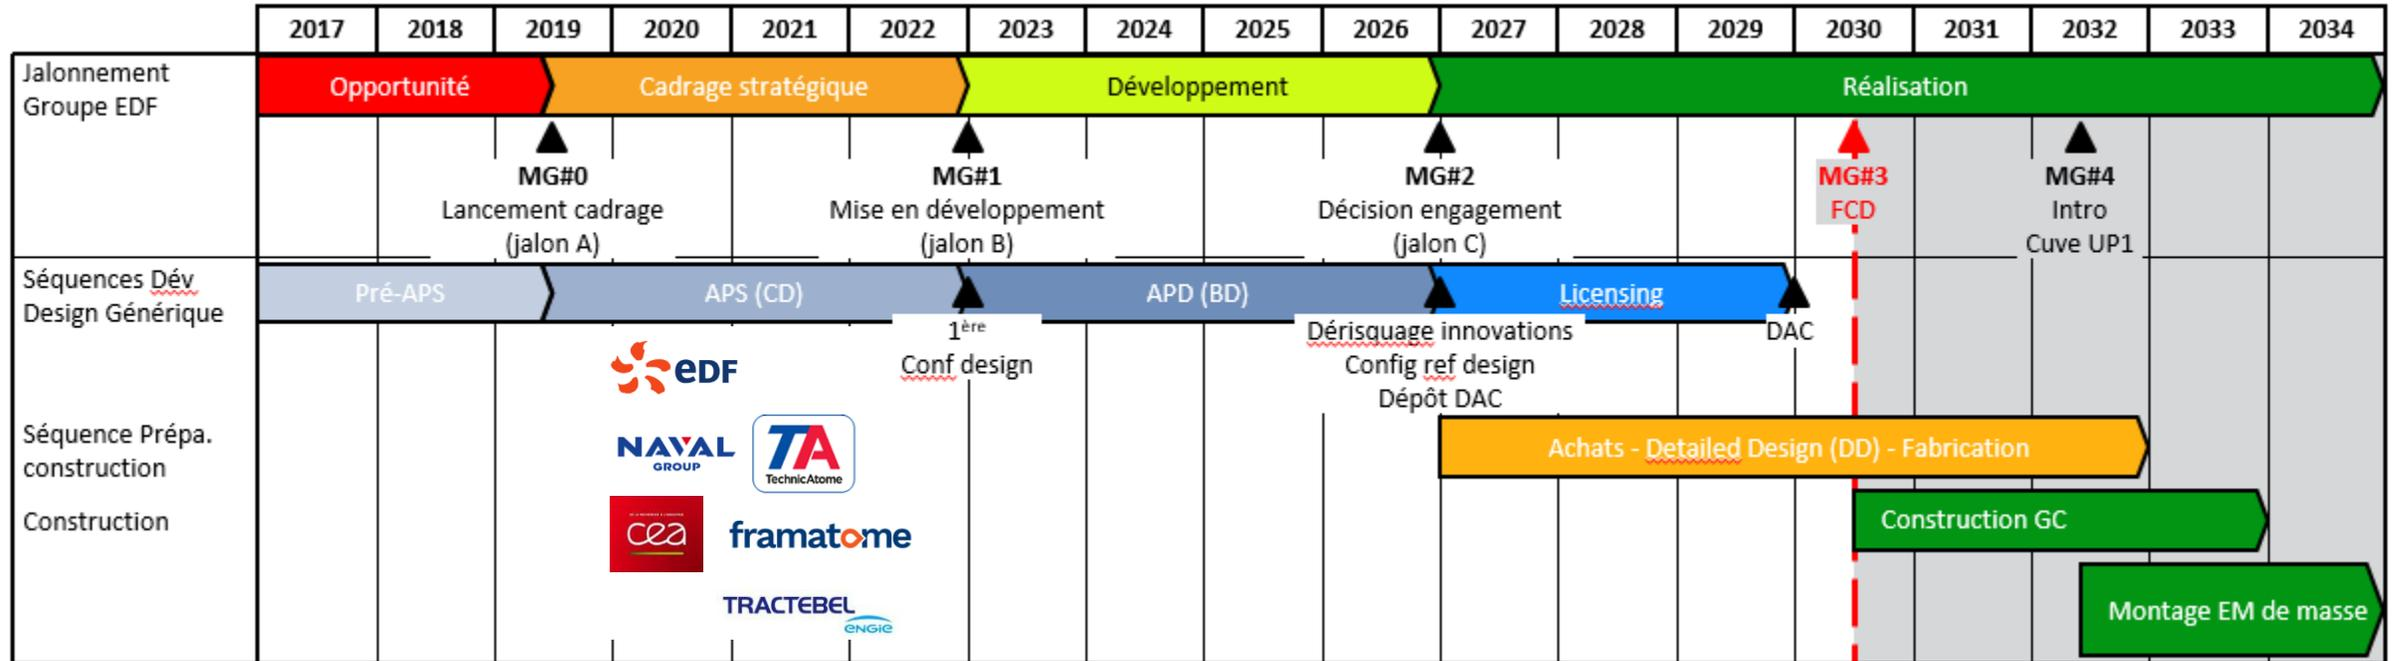 2017 2018 2019 2020 2021 2022 2023 2024 2025 2026 2027 2028 2029 2030 2031 2032 2033 2034
Jalonnement
Groupe EDF
Opportunité
Cadrage stratégique
Développement
Réalisation
MG#0
Lancement cadrage
(jalon A)
MG#1
Mise en développement
(jalon B)
MG#2
Décision engagement
(jalon C)
MG#3
FCD
MG#4
Intro
Cuve UP1
Séquences Dév
Design Générique
Pré-APS
APS (CD)
APD (BD)
Licensing
1ère
Conf design
Dérisquage innovations
Config ref design
Dépôt DAC
DAC
eDF
NAVAL
GROUP
TA
TechnicAtome
cea
framatome
TRACTEBEL
ENGIE
Séquence Prépa.
construction
Achats - Detailed Design (DD) - Fabrication
Construction
Construction GC
Montage EM de masse